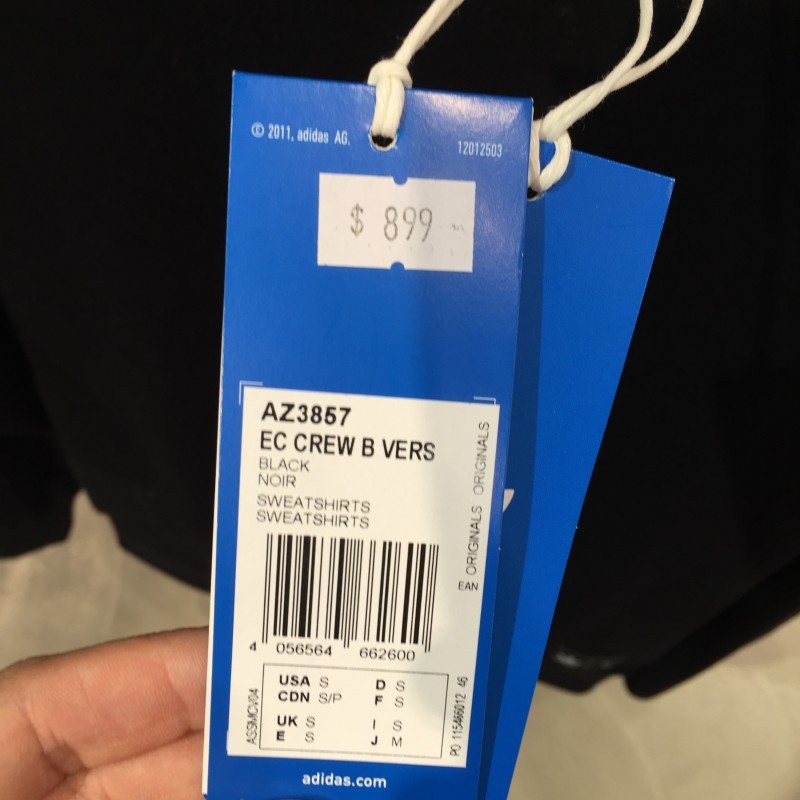 © 2011, adidas AG.
12012503
$ 899
AZ3857
EC CREW B VERS
BLACK
NOIR
SWEATSHIRTS
SWEATSHIRTS
ORIGINALS ORIGINALS
EAN
4 056564 662600
USA S D S
CDN S/P F S
UK S I S
E S J M
ASSMCV04
PO 115466012 46
adidas.com